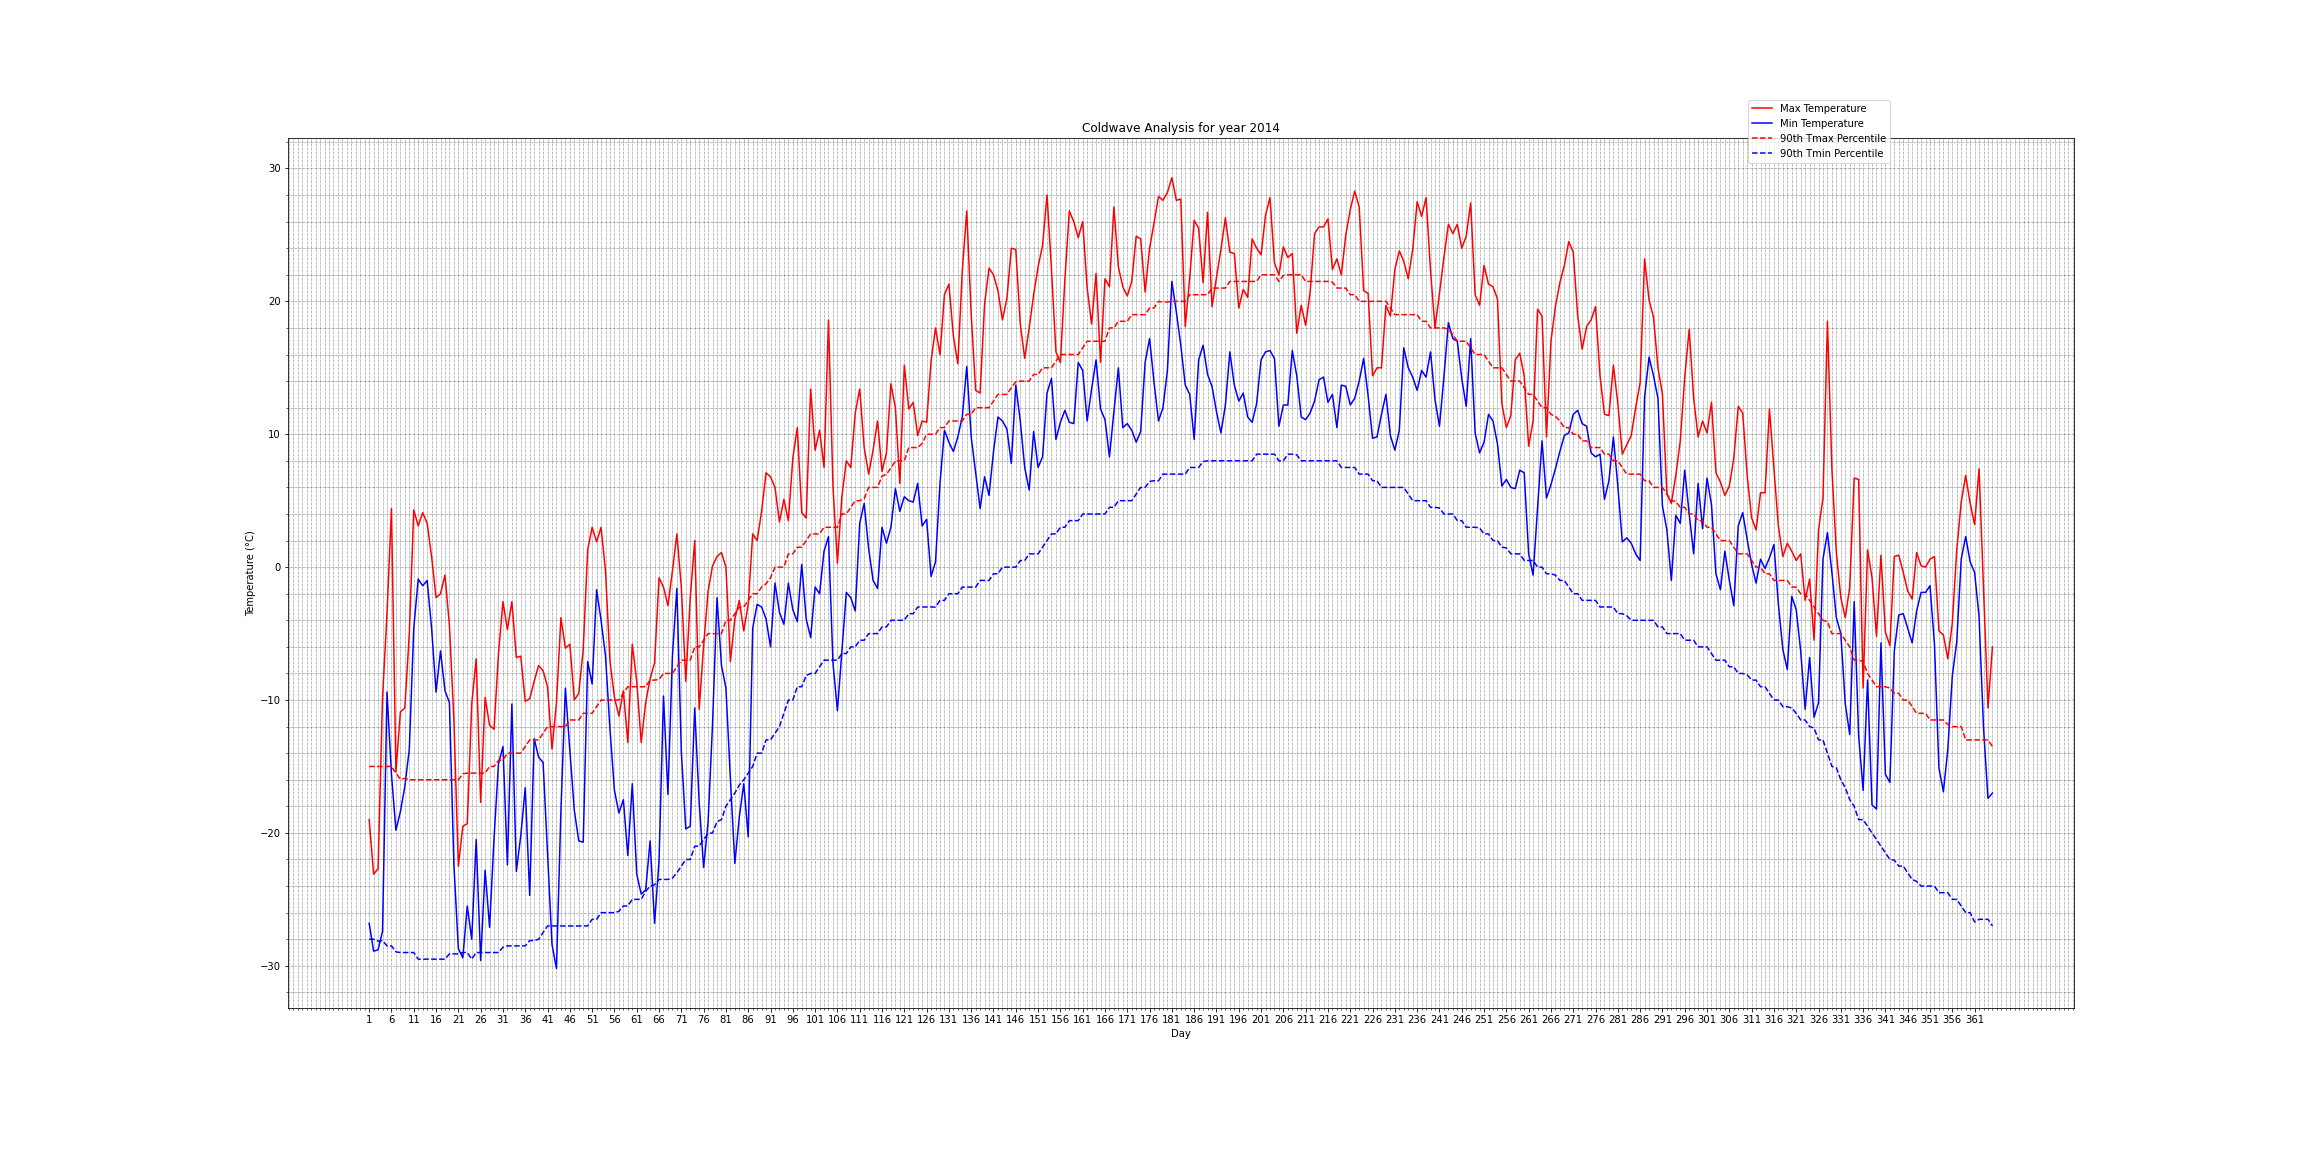 Max Temperature
Min Temperature
90th Tmax Percentile
90th Tmin Percentile
Coldwave Analysis for year 2014
30
20
10
0
−10
−20
−30
Temperature (°C)
1 6 11 16 21 26 31 36 41 46 51 56 61 66 71 76 81 86 91 96 101 106 111 116 121 126 131 136 141 146 151 156 161 166 171 176 181 186 191 196 201 206 211 216 221 226 231 236 241 246 251 256 261 266 271 276 281 286 291 296 301 306 311 316 321 326 331 336 341 346 351 356 361
Day